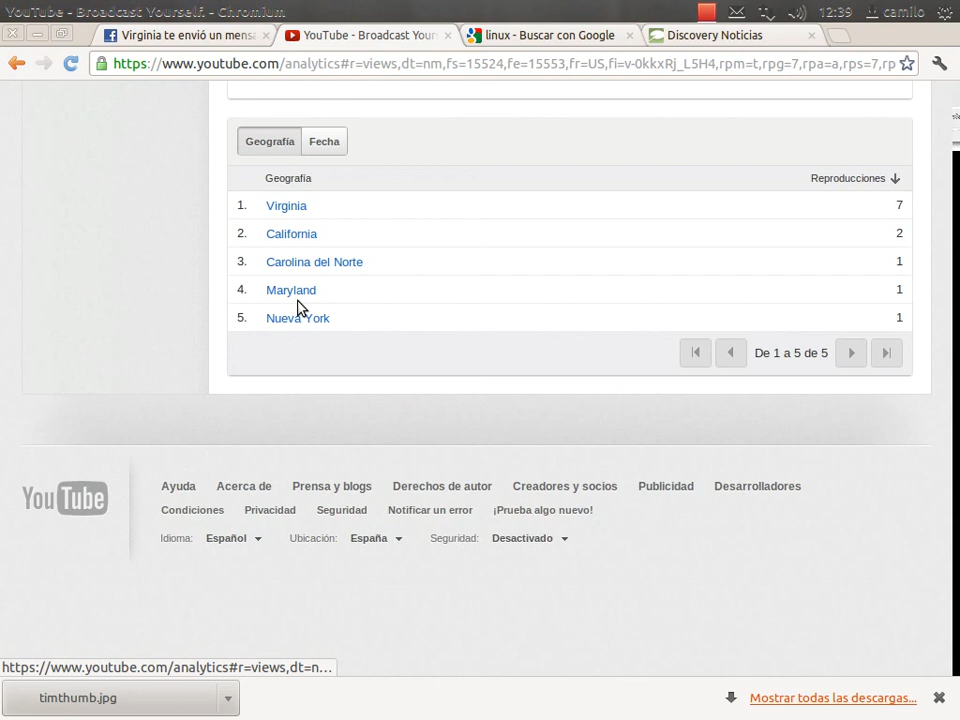 YouTube - Broadcast Yourself. - Chromium
12:39
camilo
Virginia te envió un mensa
YouTube - Broadcast Your
linux - Buscar con Google
Discovery Noticias
https://www.youtube.com/analytics#r=views,dt=nm,fs=15524,fe=15553,fr=US,fi=v-0kkxRj_L5H4,rpm=t,rpg=7,rpa=a,rps=7,rp
Geografía Fecha
Geografía Reproducciones
1. Virginia 7
2. California 2
3. Carolina del Norte 1
4. Maryland 1
5. Nueva York 1
De 1 a 5 de 5
YouTube
Ayuda Acerca de Prensa y blogs Derechos de autor Creadores y socios Publicidad Desarrolladores
Condiciones Privacidad Seguridad Notificar un error ¡Prueba algo nuevo!
Idioma: Español Ubicación: España Seguridad: Desactivado
https://www.youtube.com/analytics#r=views,dt=n...
timthumb.jpg
Mostrar todas las descargas...